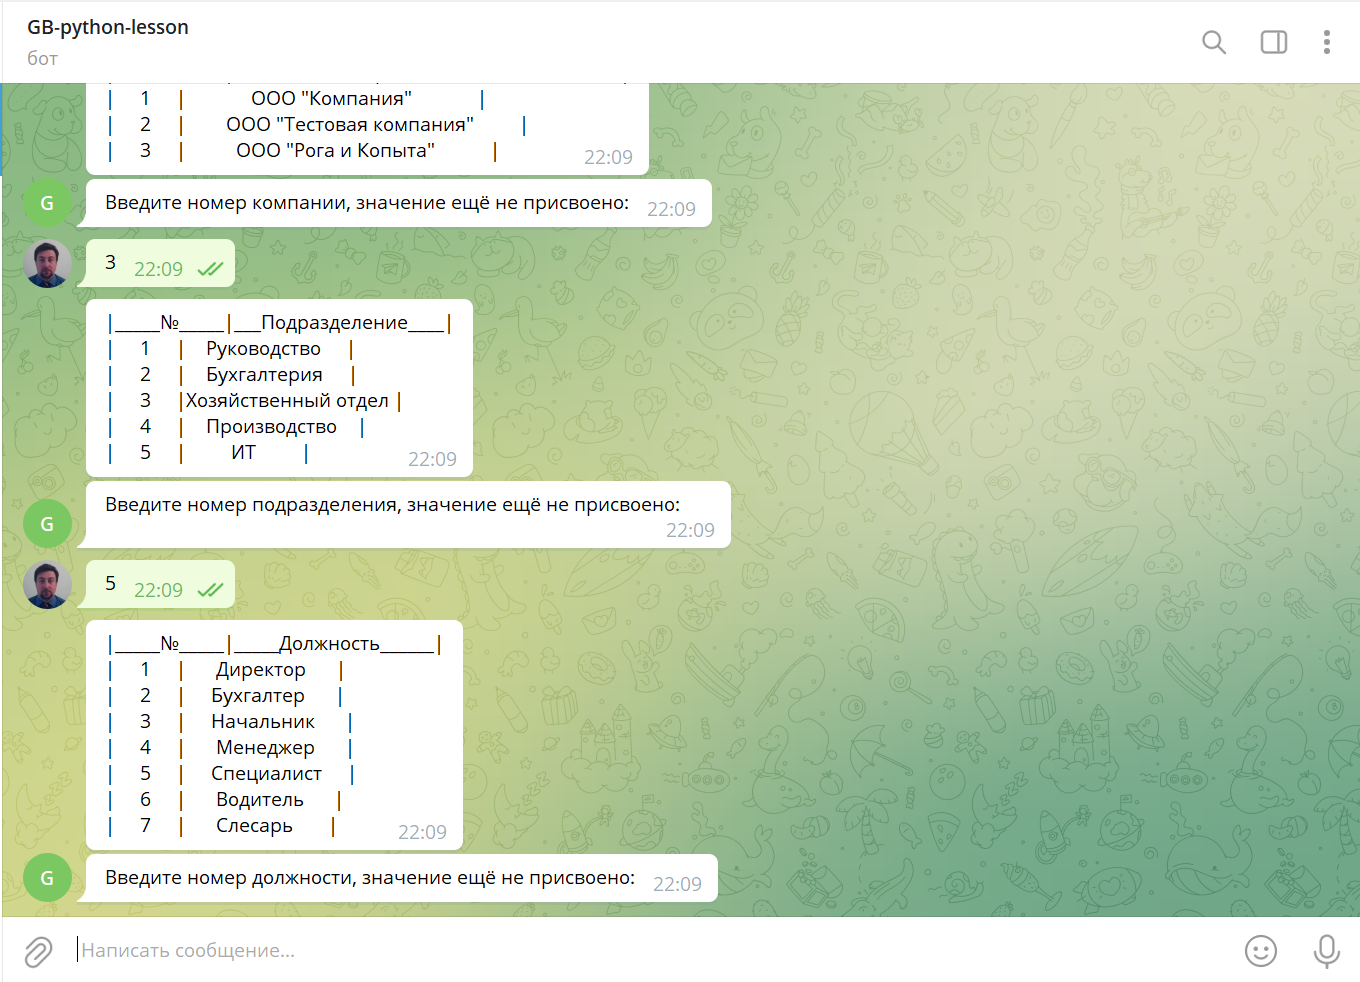 GB-python-lesson
бот
| 1 | ООО "Компания" |
| 2 | ООО "Тестовая компания" |
| 3 | ООО "Рога и Копыта" |
22:09
G
Введите номер компании, значение ещё не присвоено: 22:09
3 22:09
|_____№_____|___Подразделение____|
| 1 | Руководство |
| 2 | Бухгалтерия |
| 3 |Хозяйственный отдел |
| 4 | Производство |
| 5 | ИТ |
22:09
Введите номер подразделения, значение ещё не присвоено:
22:09
G
5 22:09
|_____№_____|_____Должность______|
| 1 | Директор |
| 2 | Бухгалтер |
| 3 | Начальник |
| 4 | Менеджер |
| 5 | Специалист |
| 6 | Водитель |
| 7 | Слесарь |
22:09
G
Введите номер должности, значение ещё не присвоено: 22:09
Написать сообщение...